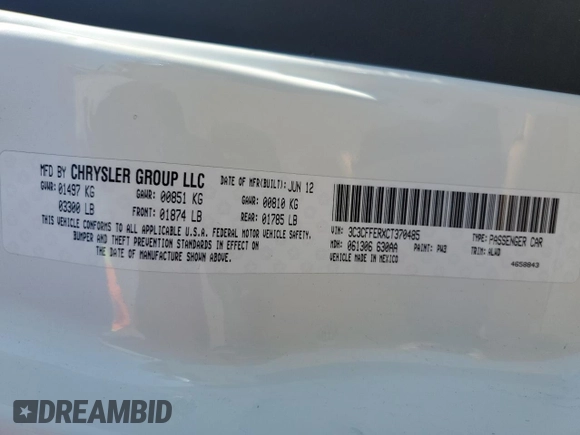 MFD BY CHRYSLER GROUP LLC DATE OF MFR(BUILT): JUN 12
GVWR: 01497 KG GAWR: 00851 KG GAWR: 00810 KG
03300 LB FRONT: 01874 LB REAR: 01785 LB
THIS VEHICLE CONFORMS TO ALL APPLICABLE U.S.A. FEDERAL MOTOR VEHICLE SAFETY,
BUMPER AND THEFT PREVENTION STANDARDS IN EFFECT ON
THE DATE OF MANUFACTURE SHOWN ABOVE.
VIN: 3C3CFFERXCT370485 TYPE: PASSENGER CAR
MDH: 061306 630AA PAINT: PW3 TRIM: ALAD
VEHICLE MADE IN MEXICO 4658843
DREAMBID